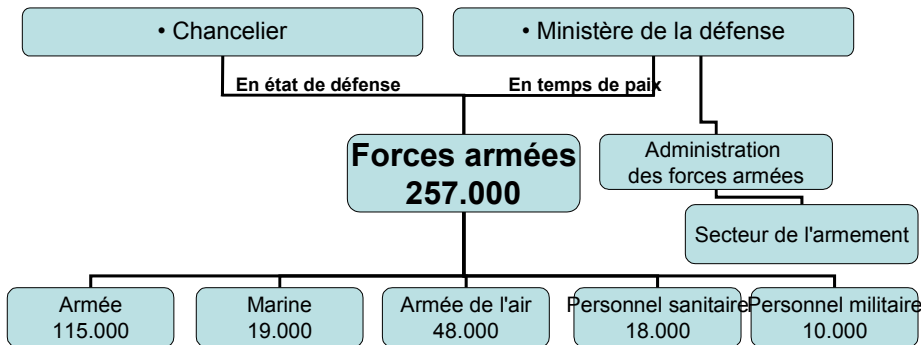 • Chancelier
• Ministère de la défense
En état de défense
En temps de paix
Forces armées
257.000
Administration
des forces armées
Secteur de l'armement
Armée
115.000
Marine
19.000
Armée de l'air
48.000
Personnel sanitaire
18.000
Personnel militaire
10.000